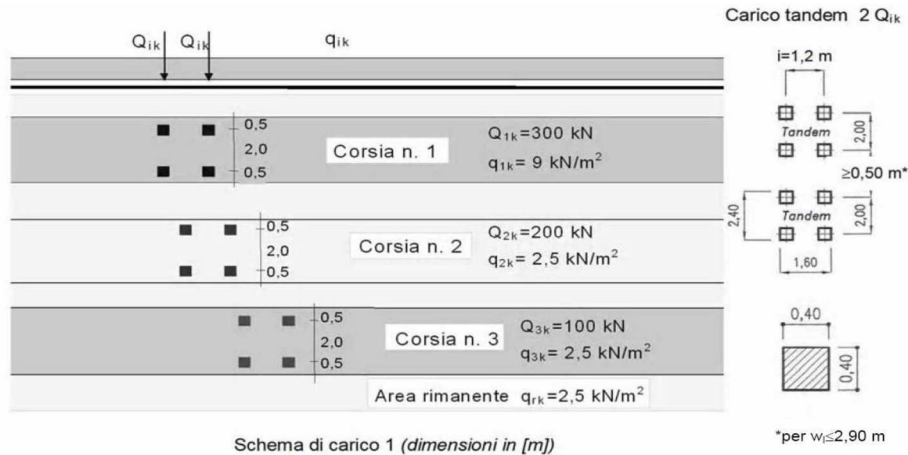 Carico tandem 2 Qik
Qik Qik qik
i=1,2 m
0,5
2,0
0,5
Corsia n. 1
Q1k=300 kN
q1k= 9 kN/m²
Tandem
2,00
≥0,50 m*
0,5
2,0
0,5
Corsia n. 2
Q2k=200 kN
q2k= 2,5 kN/m²
2,40
Tandem
2,00
1,60
0,5
2,0
0,5
Corsia n. 3
Q3k=100 kN
q3k= 2,5 kN/m²
0,40
0,40
Area rimanente qrk=2,5 kN/m²
Schema di carico 1 (dimensioni in [m])
*per wl≤2,90 m